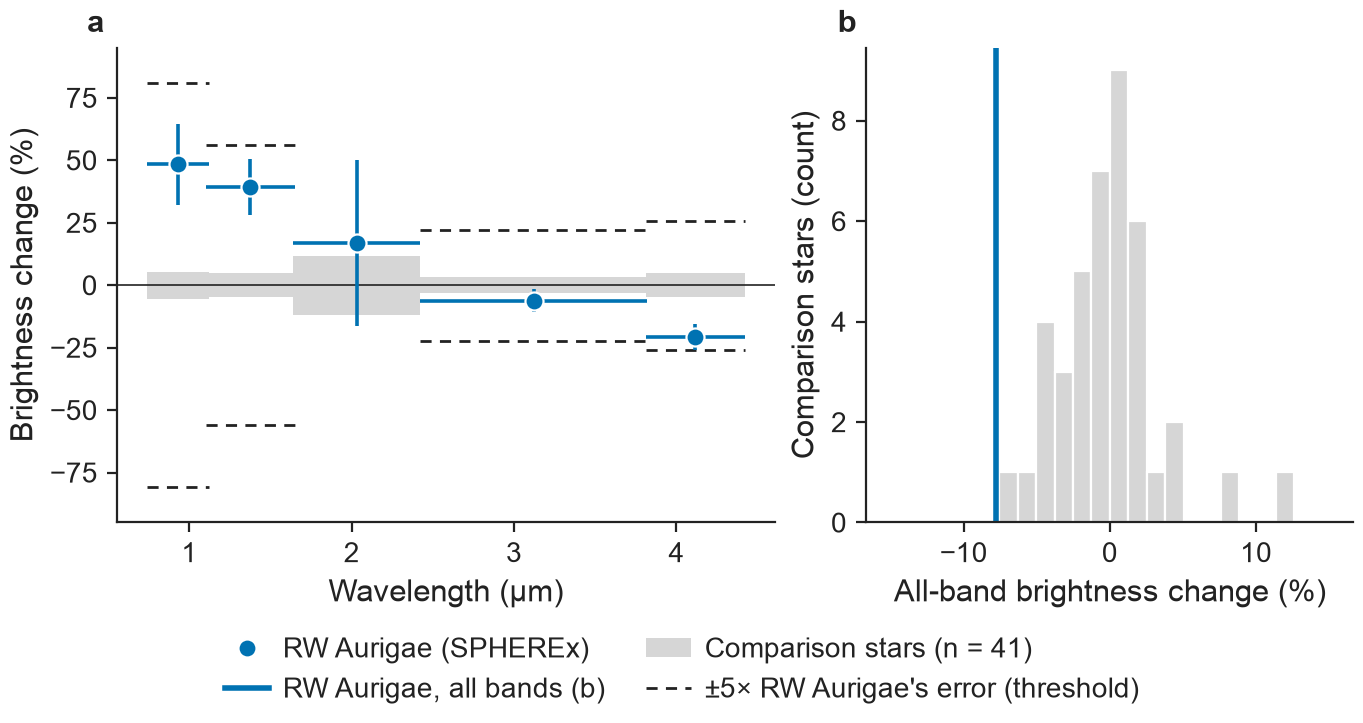 a
Brightness change (%)
75
50
25
0
−25
−50
−75
1
2
3
4
Wavelength (µm)
b
Comparison stars (count)
8
6
4
2
0
−10
0
10
All-band brightness change (%)
RW Aurigae (SPHEREx)
RW Aurigae, all bands (b)
Comparison stars (n = 41)
±5× RW Aurigae's error (threshold)